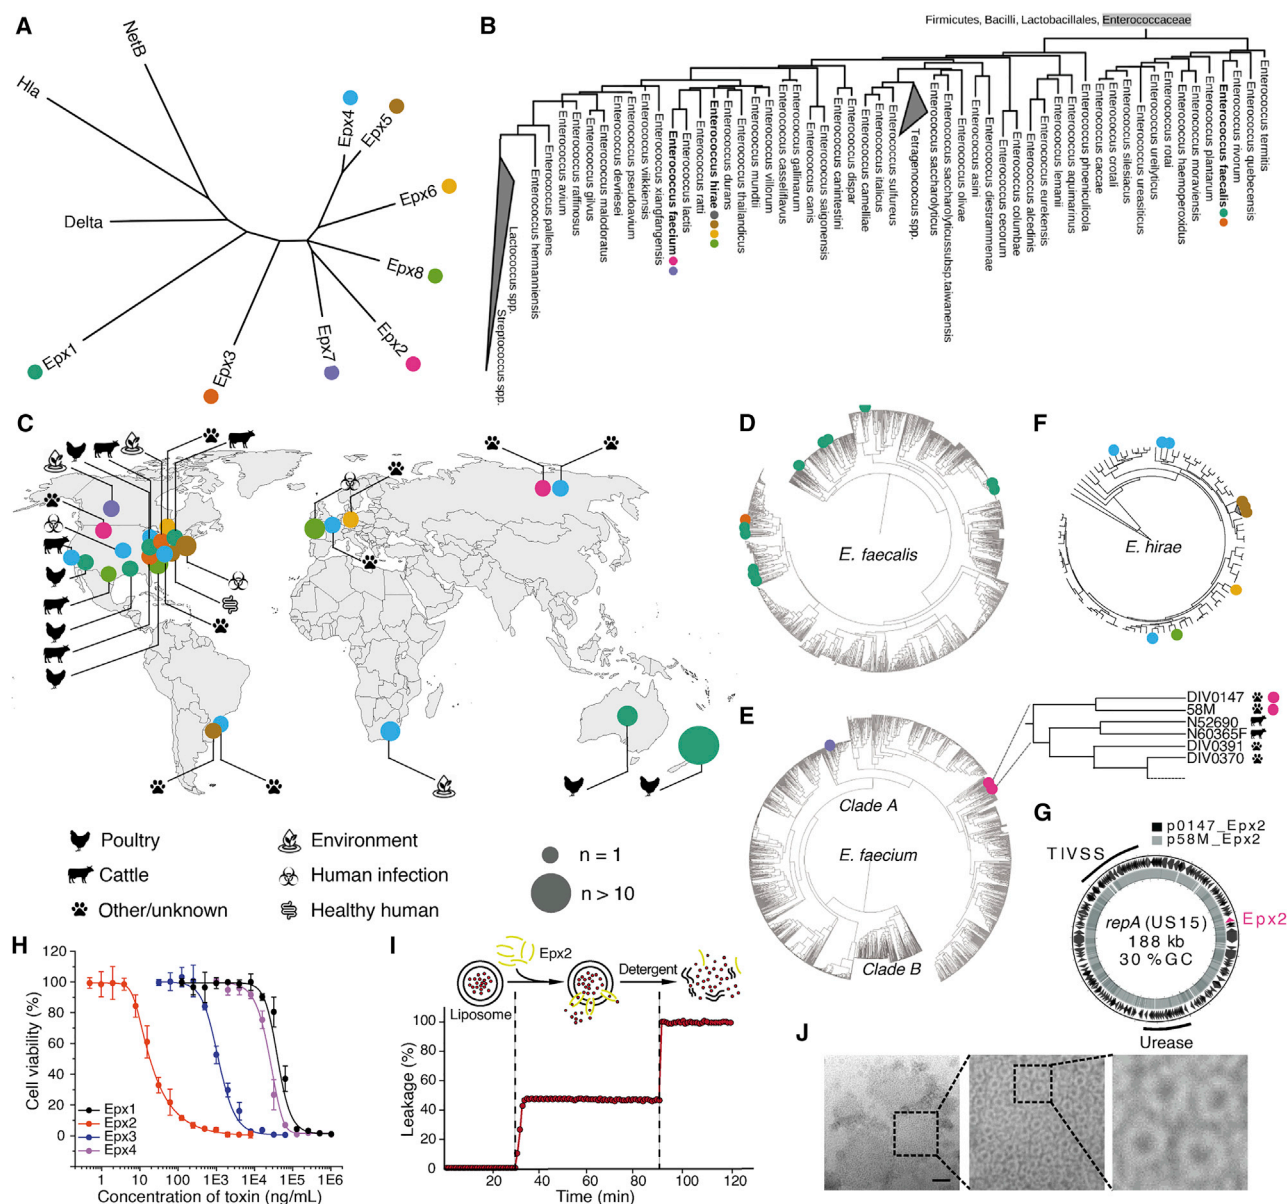 A
NetB
Hla
Delta
Epx4
Epx5
Epx6
Epx8
Epx2
Epx7
Epx3
Epx1
B
Firmicutes, Bacilli, Lactobacillales, Enterococcaceae
Streptococcus spp.
Lactococcus spp.
Enterococcus hermanniensis
Enterococcus pallens
Enterococcus avium
Enterococcus raffinosus
Enterococcus gilvus
Enterococcus malodoratus
Enterococcus devriesei
Enterococcus pseudoavium
Enterococcus viikkiensis
Enterococcus xiangfangensis
Enterococcus faecium
Enterococcus lactis
Enterococcus ratti
Enterococcus hirae
Enterococcus durans
Enterococcus thailandicus
Enterococcus mundtii
Enterococcus villorum
Enterococcus casseliflavus
Enterococcus gallinarum
Enterococcus canis
Enterococcus saigonensis
Enterococcus canintestini
Enterococcus dispar
Enterococcus camelliae
Enterococcus italicus
Enterococcus sulfureus
Tetragenococcus spp.
Enterococcus saccharolyticus
Enterococcus saccharolyticussubsp.taiwanensis
Enterococcus olivae
Enterococcus asini
Enterococcus diestrammenae
Enterococcus cecorum
Enterococcus columbae
Enterococcus alcedinis
Enterococcus eurekensis
Enterococcus lemanii
Enterococcus aquimarinus
Enterococcus phoeniculicola
Enterococcus caccae
Enterococcus crotali
Enterococcus silesiacus
Enterococcus ureasiticus
Enterococcus ureilyticus
Enterococcus rotai
Enterococcus haemoperoxidus
Enterococcus moraviensis
Enterococcus plantarum
Enterococcus faecalis
Enterococcus rivorum
Enterococcus quebecensis
Enterococcus termitis
C
Poultry
Cattle
Other/unknown
Environment
Human infection
Healthy human
n = 1
n > 10
D
E. faecalis
F
E. hirae
E
Clade A
E. faecium
Clade B
DIV0147
58M
N52690
N60365F
DIV0391
DIV0370
G
p0147_Epx2
p58M_Epx2
TIVSS
Epx2
repA (US15)
188 kb
30 %GC
Urease
H
Cell viability (%)
120
100
80
60
40
20
0
Epx1
Epx2
Epx3
Epx4
1 10 100 1E3 1E4 1E5 1E6
Concentration of toxin (ng/mL)
I
Epx2
Detergent
Liposome
Leakage (%)
100
80
60
40
20
0
20 40 60 80 100 120
Time (min)
J